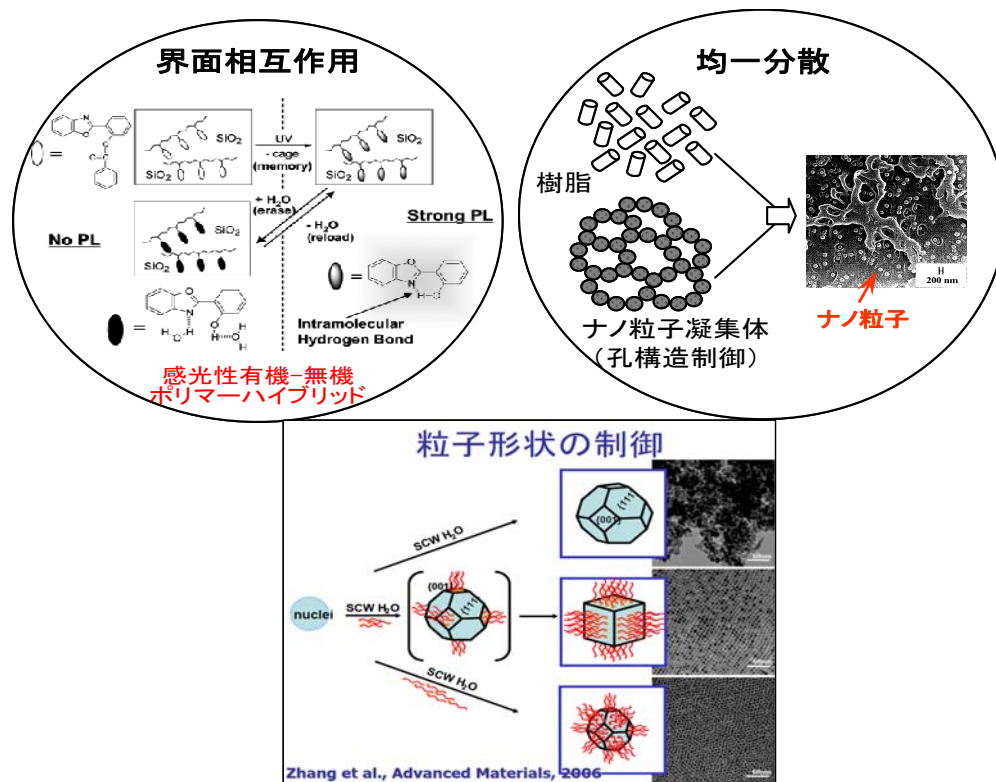 界面相互作用
UV
- cage
(memory)
SiO2
SiO2
SiO2
SiO2
+ H2O
(erase)
- H2O
(reload)
Strong PL
No PL
SiO2
SiO2
=
=
=
Intramolecular
Hydrogen Bond
感光性有機-無機
ポリマーハイブリッド
均一分散
樹脂
ナノ粒子凝集体
（孔構造制御）
H
200 nm
ナノ粒子
粒子形状の制御
SCW H2O
{111}
{001}
{001}
{111}
nuclei
SCW H2O
SCW H2O
Zhang et al., Advanced Materials, 2006